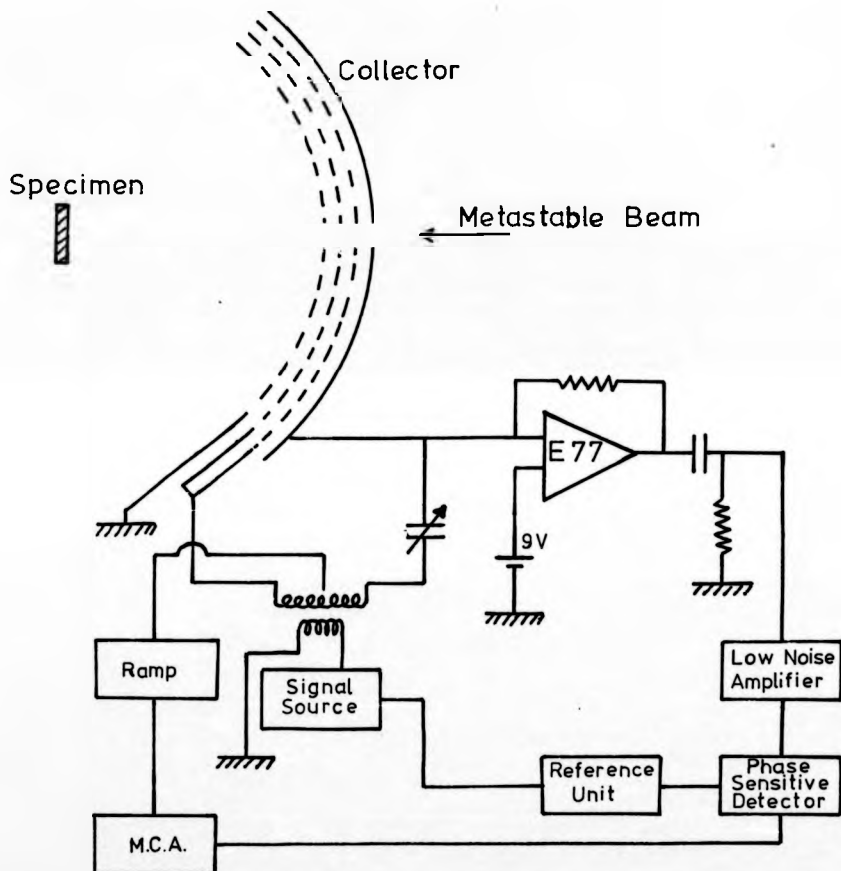 Collector
Specimen
Metastable Beam
E77
9V
Ramp
Signal
Source
Low Noise
Amplifier
Reference
Unit
Phase
Sensitive
Detector
M.C.A.